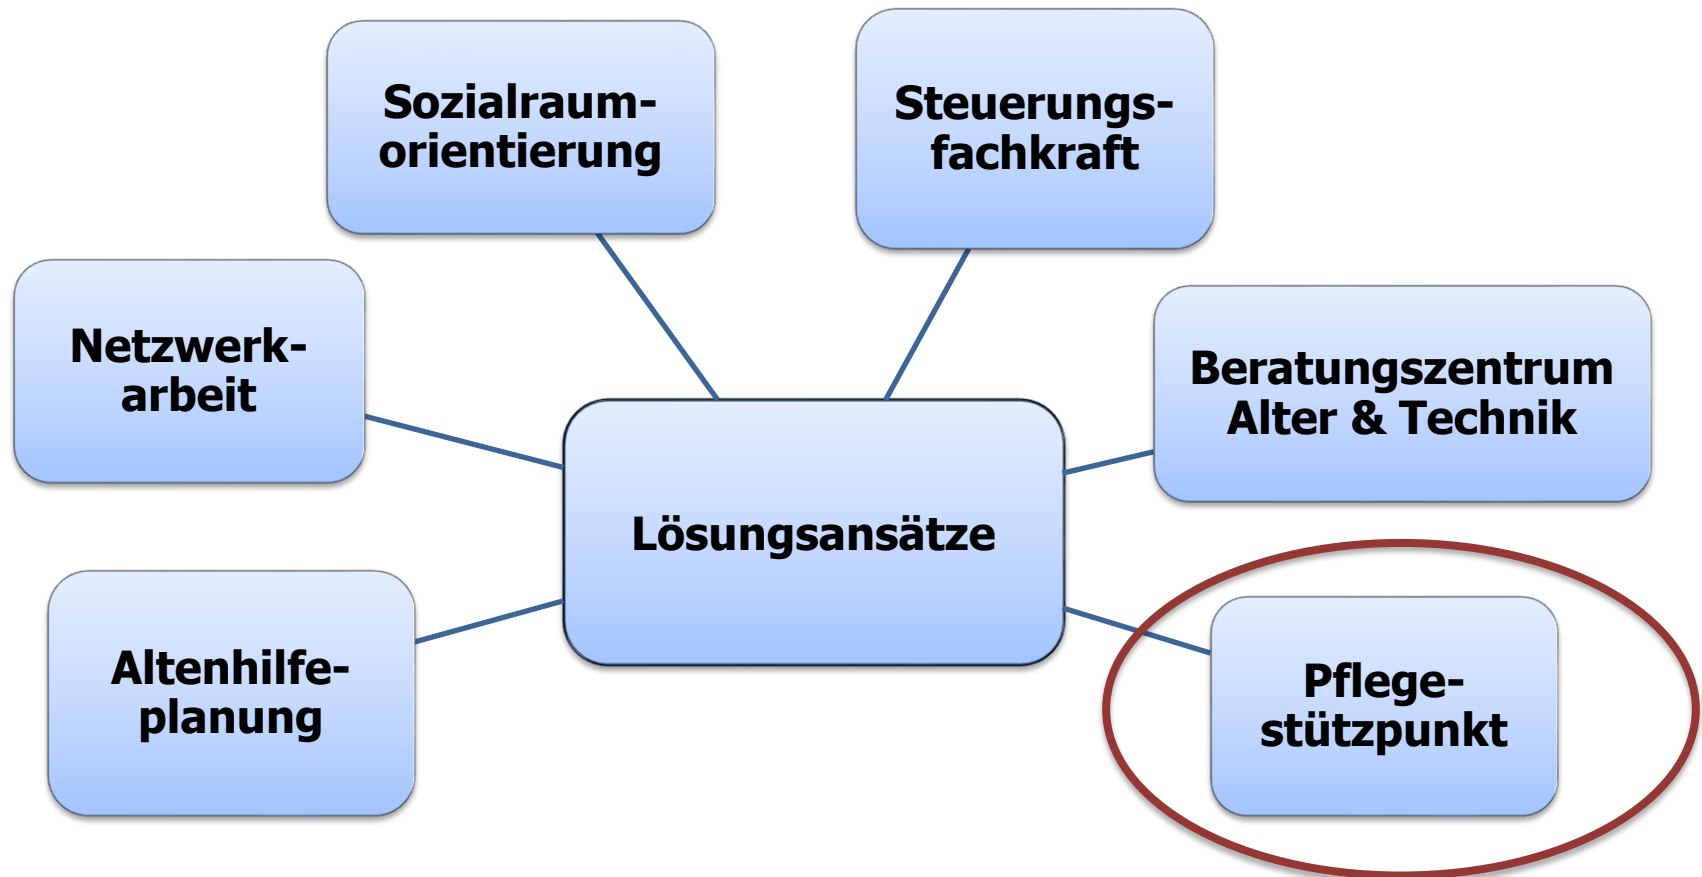 Sozialraum-
orientierung
Steuerungs-
fachkraft
Netzwerk-
arbeit
Beratungszentrum
Alter & Technik
Lösungsansätze
Altenhilfe-
planung
Pflege-
stützpunkt